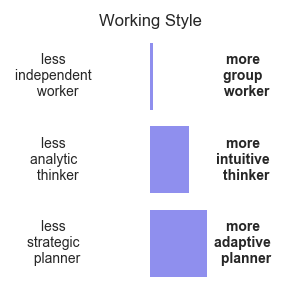 Working Style
less
independent
worker
more
group
worker
less
analytic
thinker
more
intuitive
thinker
less
strategic
planner
more
adaptive
planner